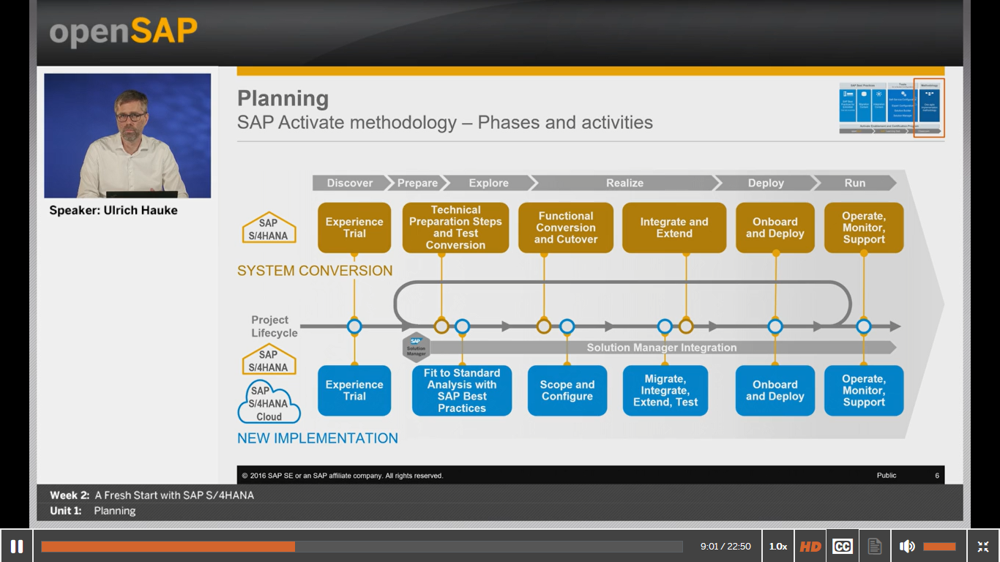 openSAP
Planning
SAP Activate methodology – Phases and activities
SAP Best Practices
Methodology
Speaker: Ulrich Hauke
Discover
Prepare
Explore
Realize
Deploy
Run
SAP
S/4HANA
Experience
Trial
Technical
Preparation Steps
and Test
Conversion
Functional
Conversion
and Cutover
Integrate and
Extend
Onboard
and Deploy
Operate,
Monitor,
Support
SYSTEM CONVERSION
Project
Lifecycle
SAP
Solution
Manager
Solution Manager Integration
SAP
S/4HANA
SAP
S/4HANA
Cloud
Experience
Trial
Fit to Standard
Analysis with
SAP Best
Practices
Scope and
Configure
Migrate,
Integrate,
Extend, Test
Onboard
and Deploy
Operate,
Monitor,
Support
NEW IMPLEMENTATION
© 2016 SAP SE or an SAP affiliate company. All rights reserved.
Public
6
Week 2: A Fresh Start with SAP S/4HANA
Unit 1: Planning
9:01 / 22:50
1.0x
HD
CC